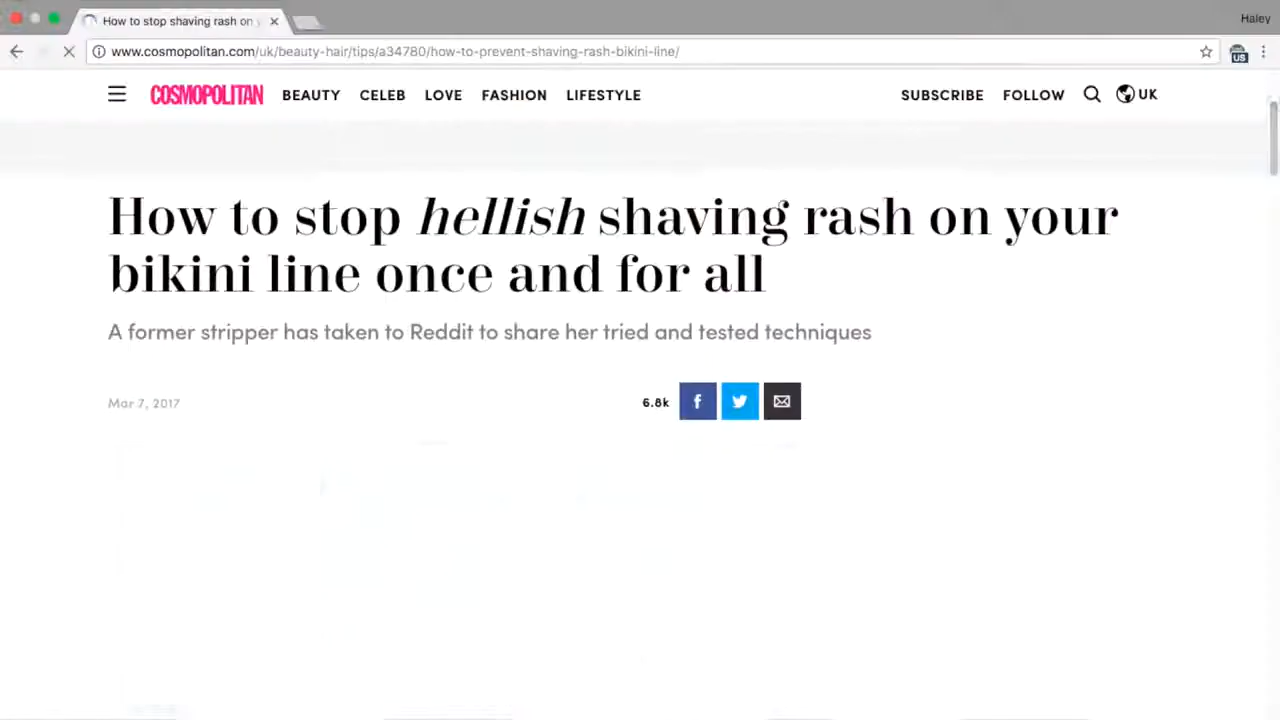 How to stop shaving rash on y
Haley
www.cosmopolitan.com/uk/beauty-hair/tips/a34780/how-to-prevent-shaving-rash-bikini-line/
US
COSMOPOLITAN BEAUTY CELEB LOVE FASHION LIFESTYLE SUBSCRIBE FOLLOW UK
How to stop hellish shaving rash on your
bikini line once and for all
A former stripper has taken to Reddit to share her tried and tested techniques
Mar 7, 2017
6.8k